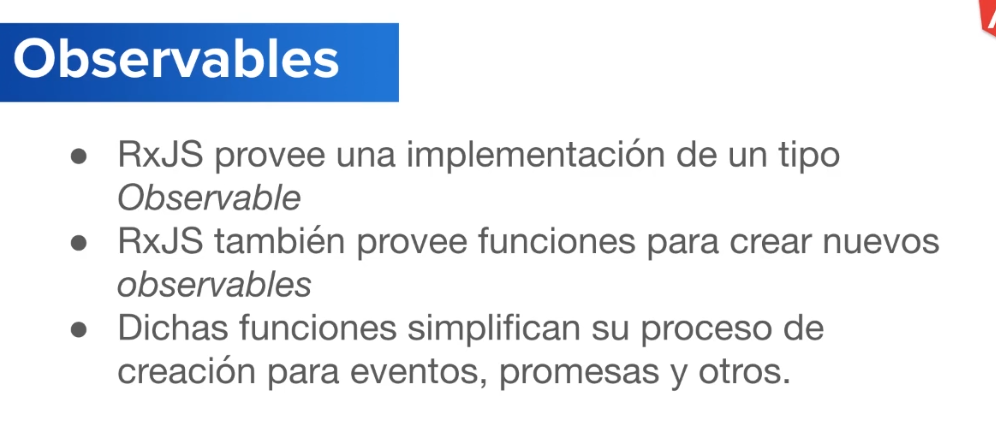 Observables
● RxJS provee una implementación de un tipo
Observable
● RxJS también provee funciones para crear nuevos
observables
● Dichas funciones simplifican su proceso de
creación para eventos, promesas y otros.